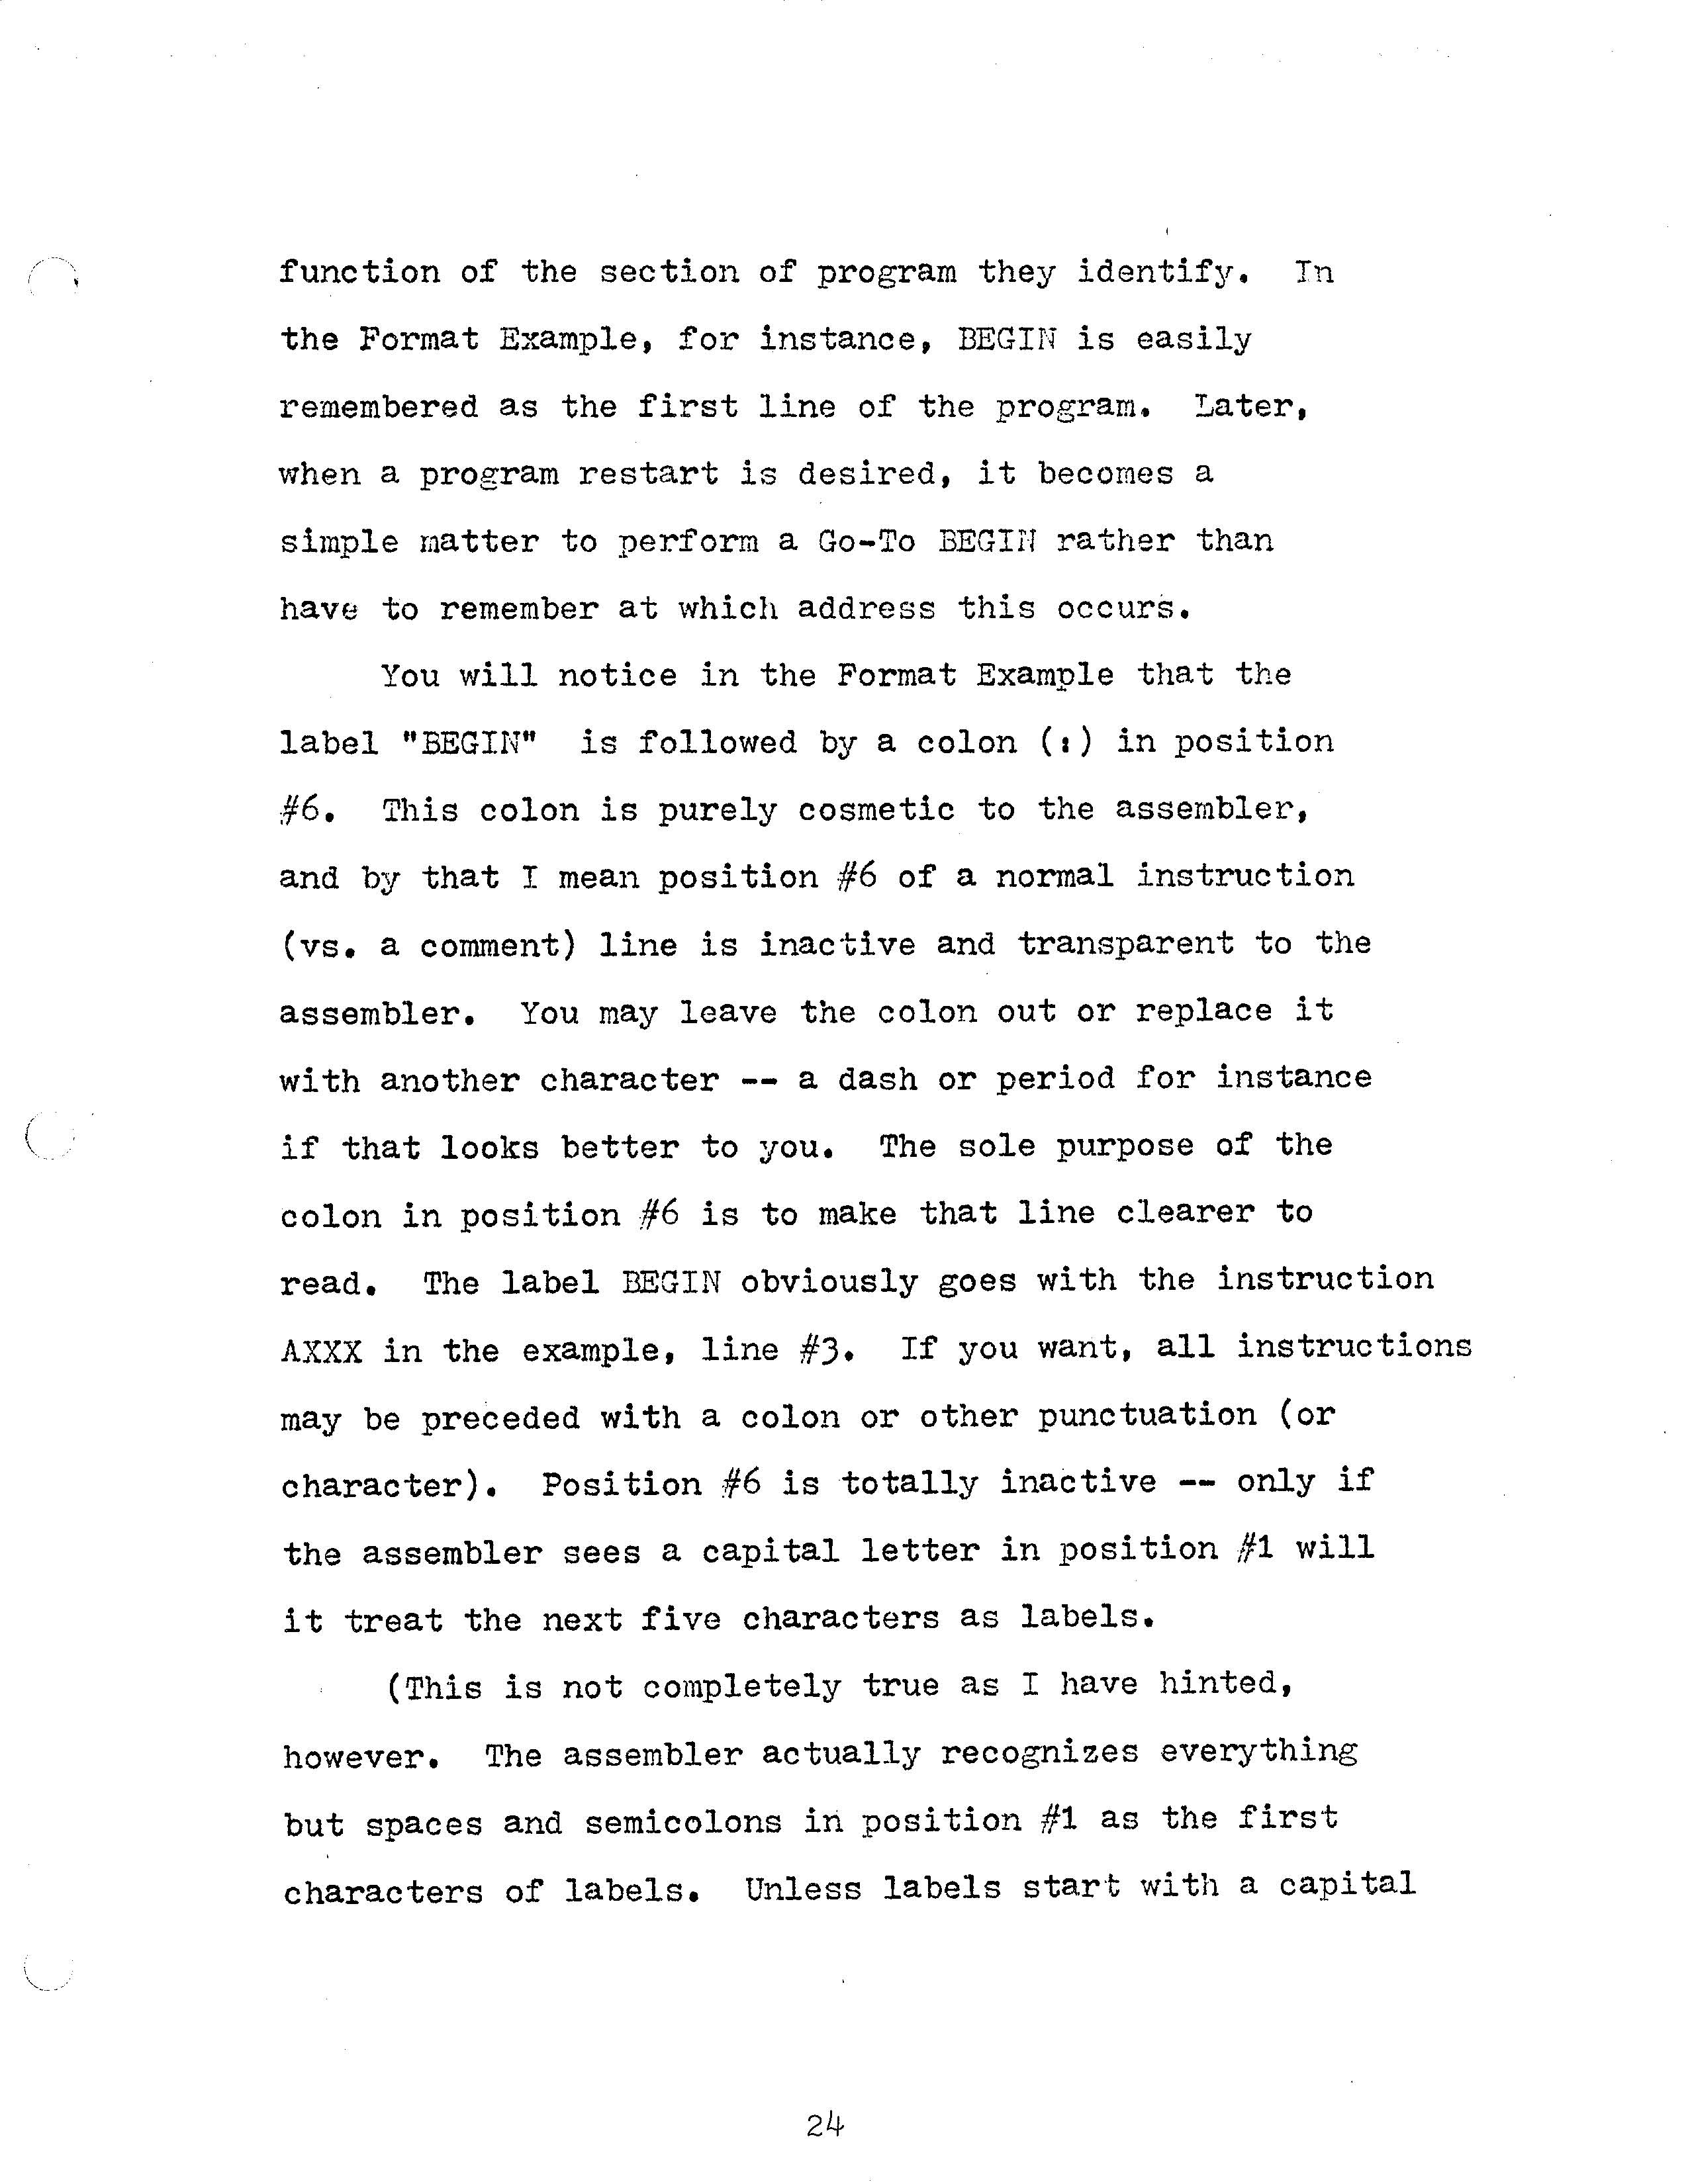 function of the section of program they identify.  In
the Format Example, for instance, BEGIN is easily
remembered as the first line of the program.  Later,
when a program restart is desired, it becomes a
simple matter to perform a Go-To BEGIN rather than
have to remember at which address this occurs.
You will notice in the Format Example that the
label "BEGIN"  is followed by a colon (:) in position
#6.  This colon is purely cosmetic to the assembler,
and by that I mean position #6 of a normal instruction
(vs. a comment) line is inactive and transparent to the
assembler.  You may leave the colon out or replace it
with another character -- a dash or period for instance
if that looks better to you.  The sole purpose of the
colon in position #6 is to make that line clearer to
read.  The label BEGIN obviously goes with the instruction
AXXX in the example, line #3.  If you want, all instructions
may be preceded with a colon or other punctuation (or
character).  Position #6 is totally inactive -- only if
the assembler sees a capital letter in position #1 will
it treat the next five characters as labels.
(This is not completely true as I have hinted,
however.  The assembler actually recognizes everything
but spaces and semicolons in position #1 as the first
characters of labels.  Unless labels start with a capital
24